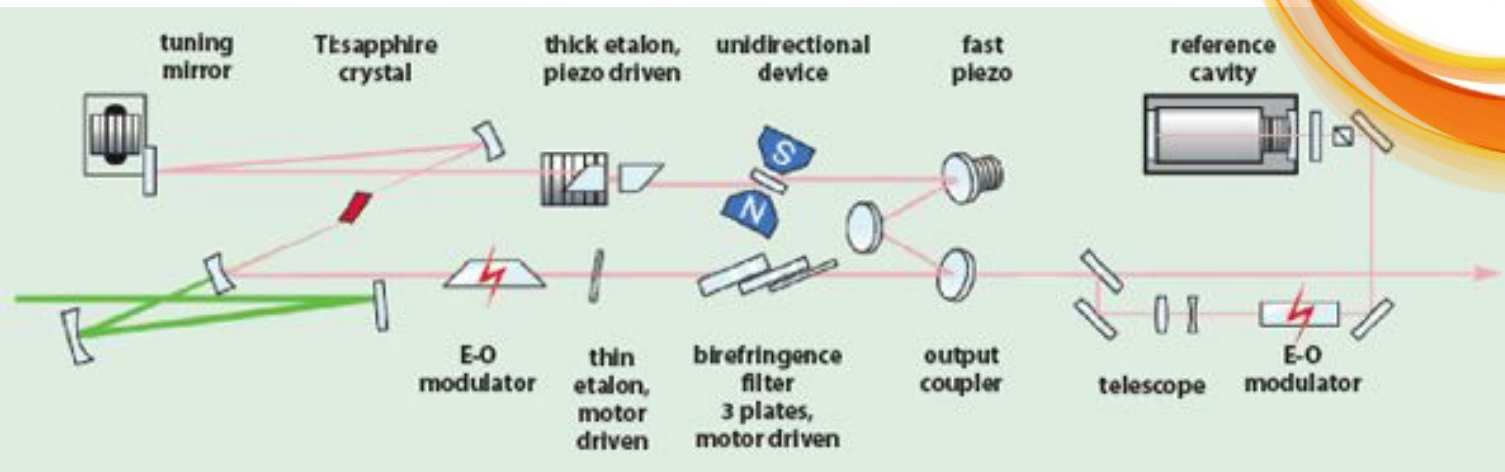 tuning
mirror
Ti:sapphire
crystal
thick etalon,
piezo driven
unidirectional
device
fast
piezo
reference
cavity
S
N
E-O
modulator
thin
etalon,
motor
driven
birefringence
filter
3 plates,
motor driven
output
coupler
telescope
E-O
modulator